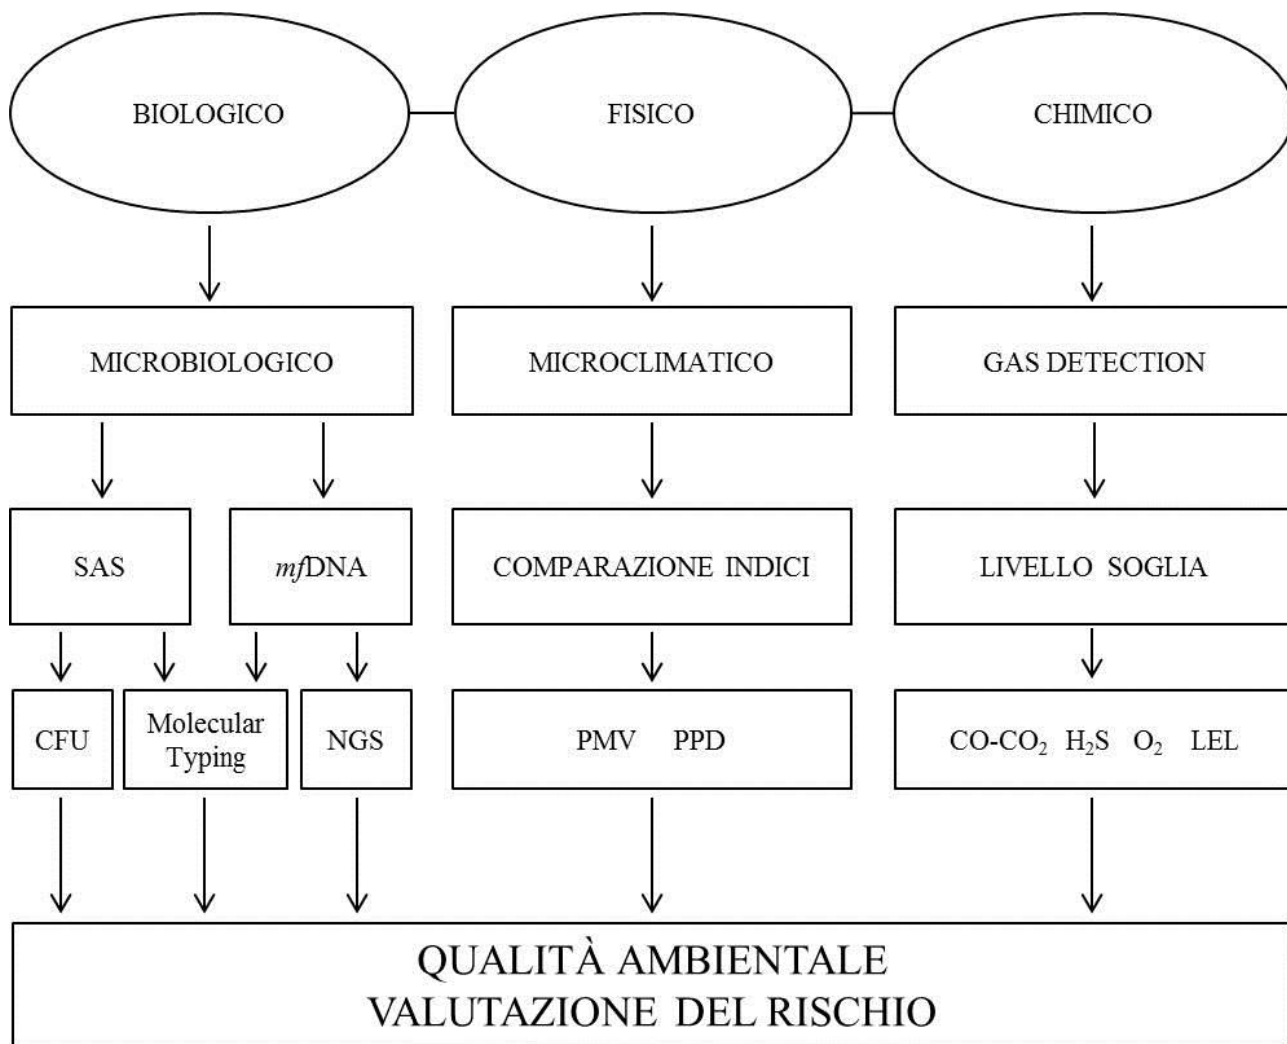 BIOLOGICO
FISICO
CHIMICO
MICROBIOLOGICO
MICROCLIMATICO
GAS DETECTION
SAS
mfDNA
COMPARAZIONE INDICI
LIVELLO SOGLIA
CFU
Molecular
Typing
NGS
PMV PPD
CO-CO₂ H₂S O₂ LEL
QUALITÀ AMBIENTALE
VALUTAZIONE DEL RISCHIO